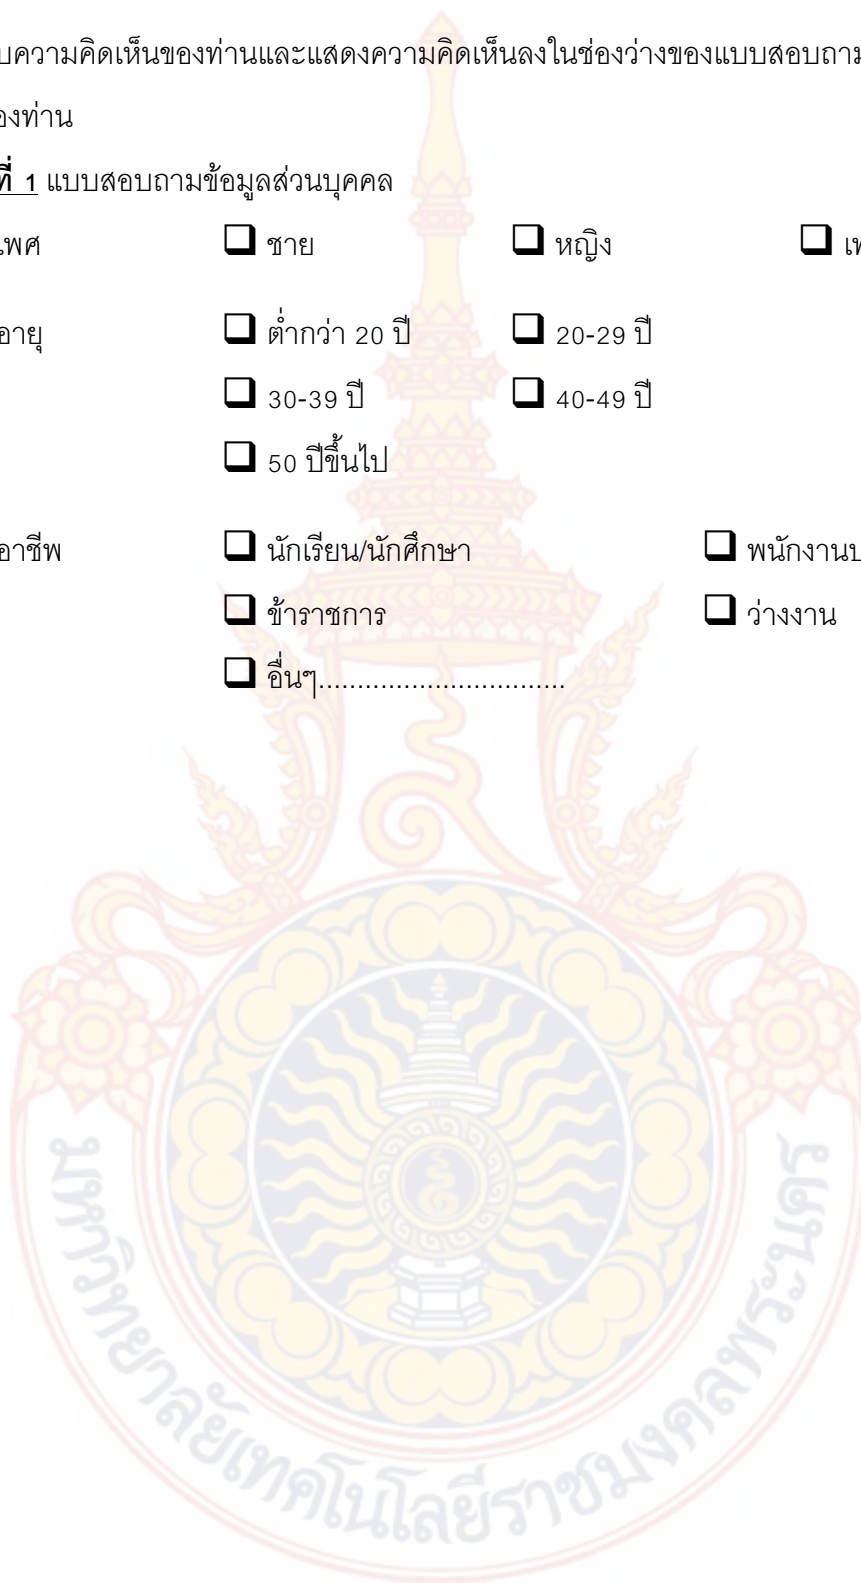 บความคิดเห็นของท่านและแสดงความคิดเห็นลงในช่องว่างของแบบสอบถาม
องท่าน
ที่ 1 แบบสอบถามข้อมูลส่วนบุคคล
เพศ ❑ ชาย ❑ หญิง ❑ เพ
อายุ ❑ ต่ำกว่า 20 ปี ❑ 20-29 ปี
❑ 30-39 ปี ❑ 40-49 ปี
❑ 50 ปีขึ้นไป
อาชีพ ❑ นักเรียน/นักศึกษา ❑ พนักงานบ
❑ ข้าราชการ ❑ ว่างงาน
❑ อื่นๆ................................
มหาวิทยาลัยเทคโนโลยีราชมงคลพระนคร